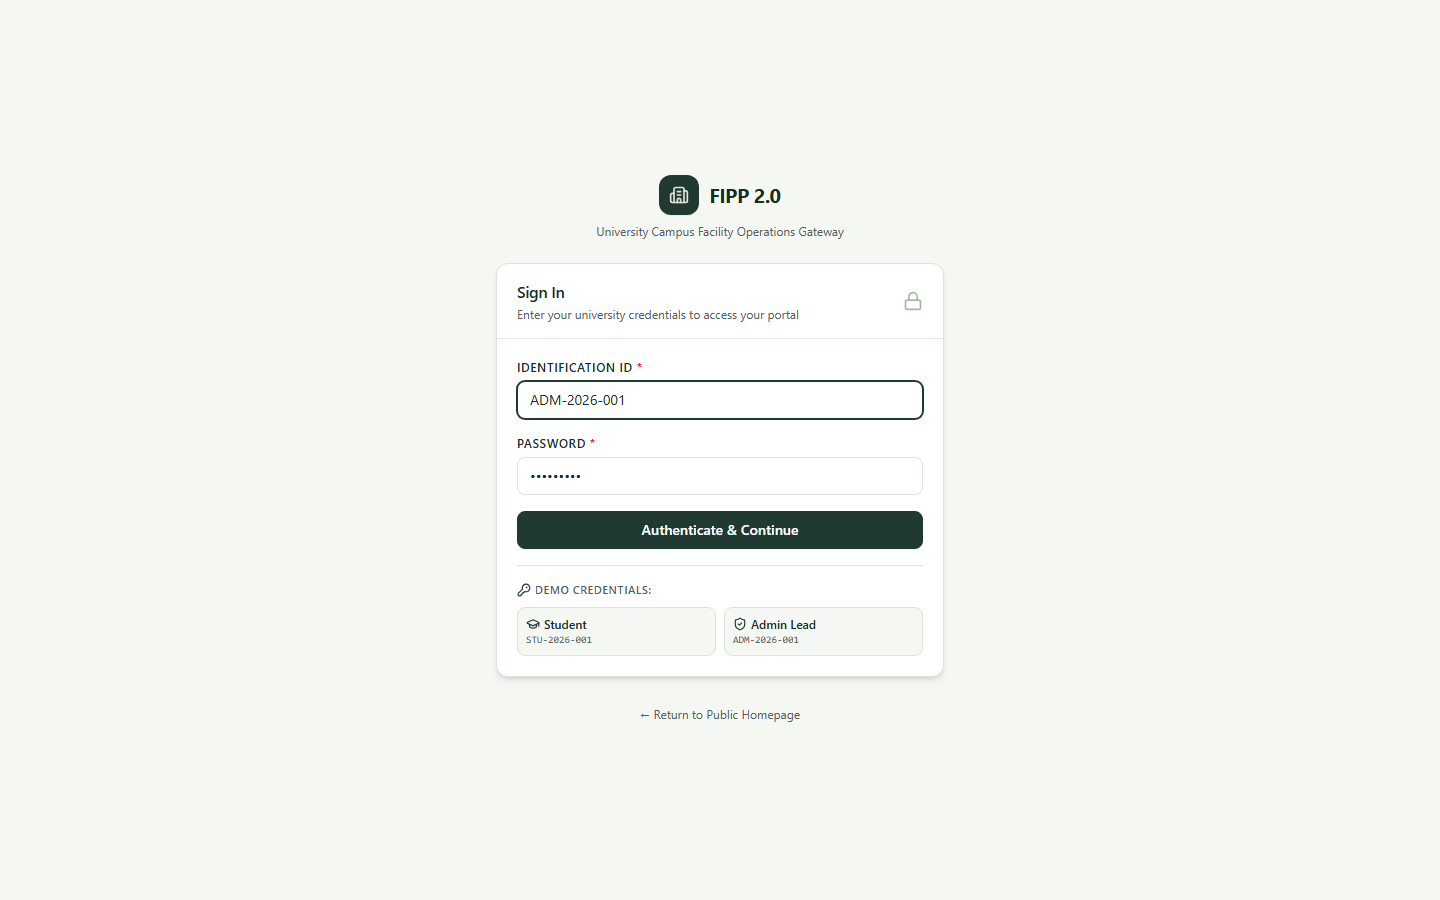 FIPP 2.0
University Campus Facility Operations Gateway
Sign In
Enter your university credentials to access your portal
IDENTIFICATION ID *
ADM-2026-001
PASSWORD *
•••••••••
Authenticate & Continue
DEMO CREDENTIALS:
Student
STU-2026-001
Admin Lead
ADM-2026-001
← Return to Public Homepage